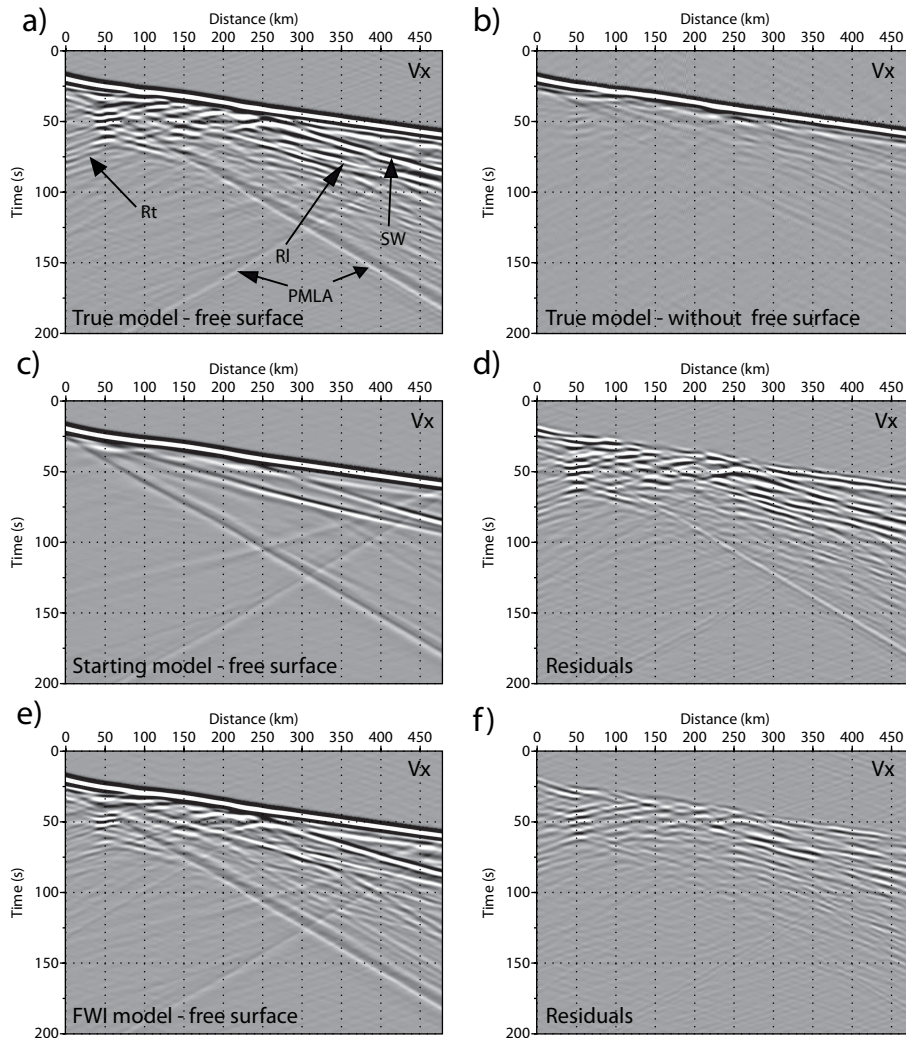 a)
Distance (km)
0 50 100 150 200 250 300 350 400 450
Time (s)
0
50
100
150
200
Vx
Rt
Rl
SW
PMLA
True model - free surface
b)
Distance (km)
0 50 100 150 200 250 300 350 400 450
Time (s)
0
50
100
150
200
Vx
True model - without free surface
c)
Distance (km)
0 50 100 150 200 250 300 350 400 450
Time (s)
0
50
100
150
200
Vx
Starting model - free surface
d)
Distance (km)
0 50 100 150 200 250 300 350 400 450
Time (s)
0
50
100
150
200
Vx
Residuals
e)
Distance (km)
0 50 100 150 200 250 300 350 400 450
Time (s)
0
50
100
150
200
Vx
FWI model - free surface
f)
Distance (km)
0 50 100 150 200 250 300 350 400 450
Time (s)
0
50
100
150
200
Vx
Residuals